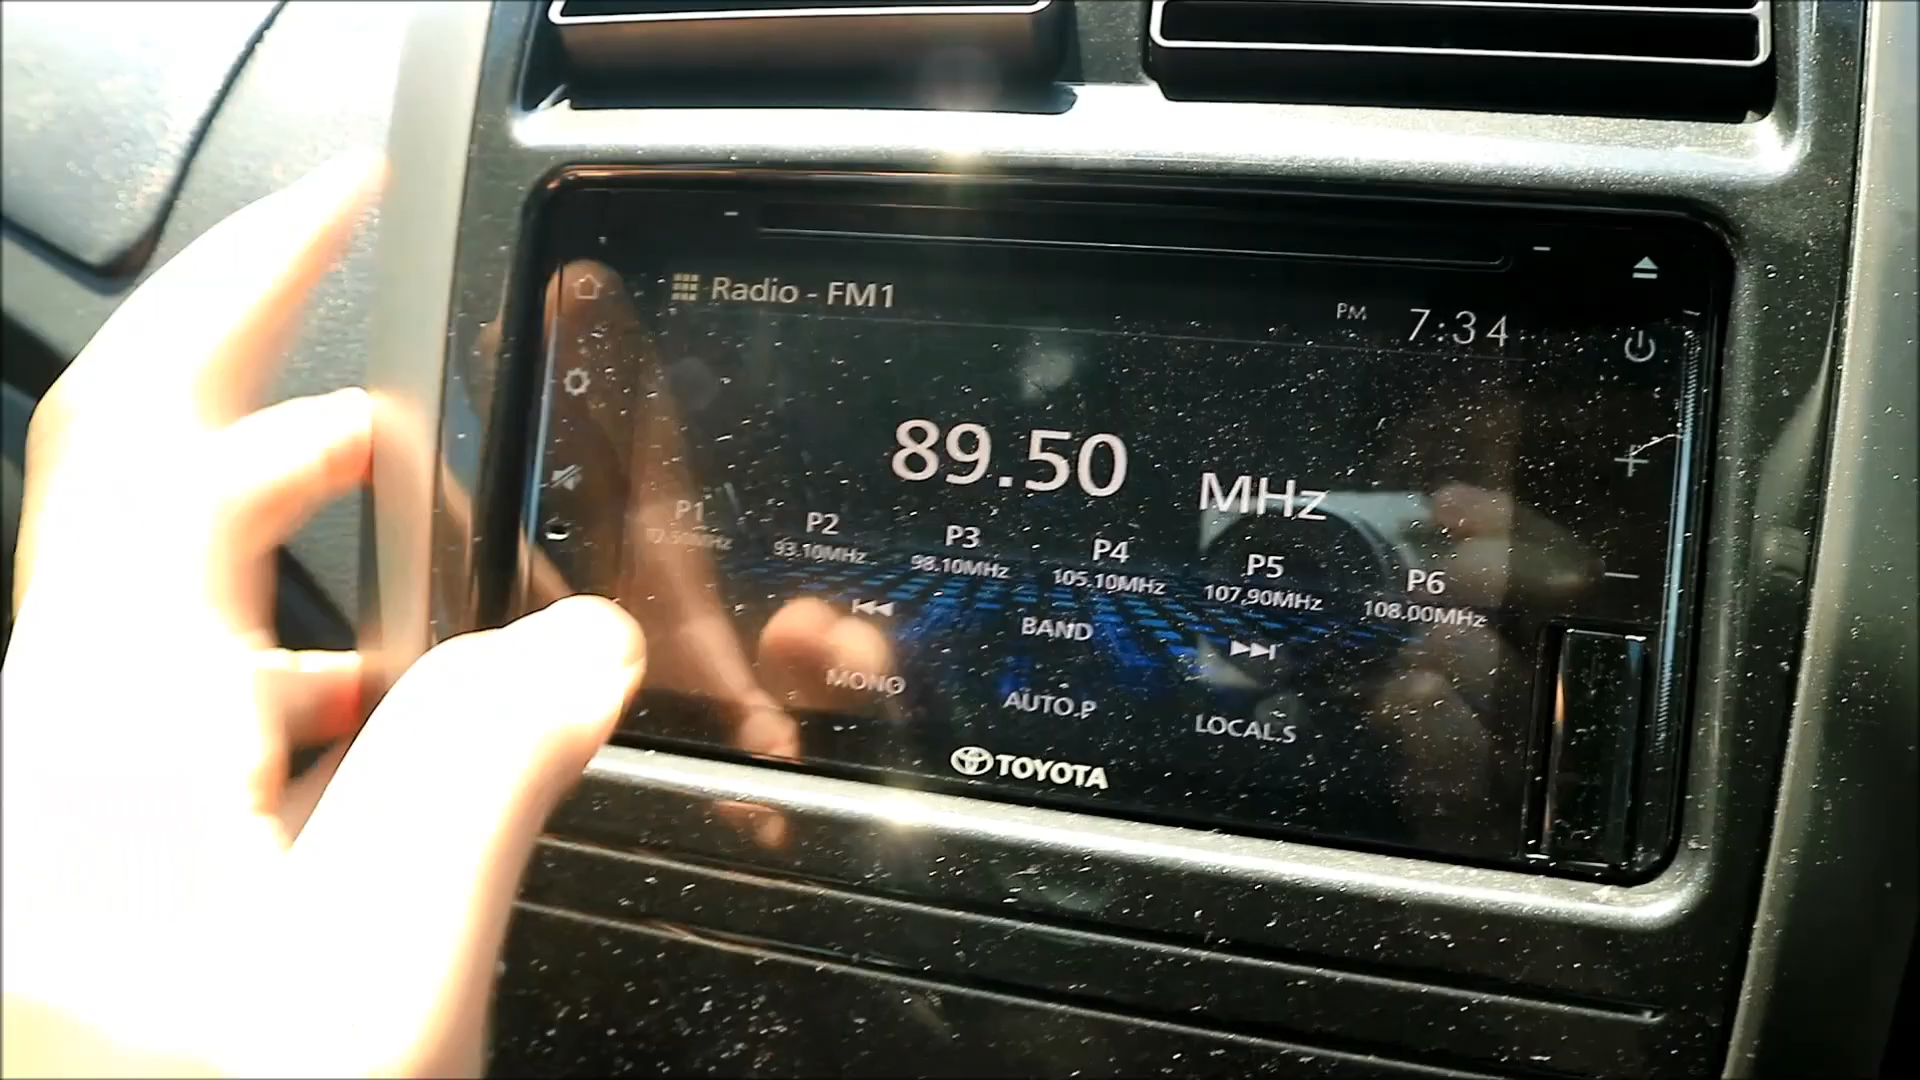 Radio - FM1
PM 7:34
89.50 MHz
P1 P2 P3 P4 P5 P6
93.10MHz 98.10MHz 105.10MHz 107.90MHz 108.00MHz
BAND
MONO AUTO.P LOCAL.S
TOYOTA